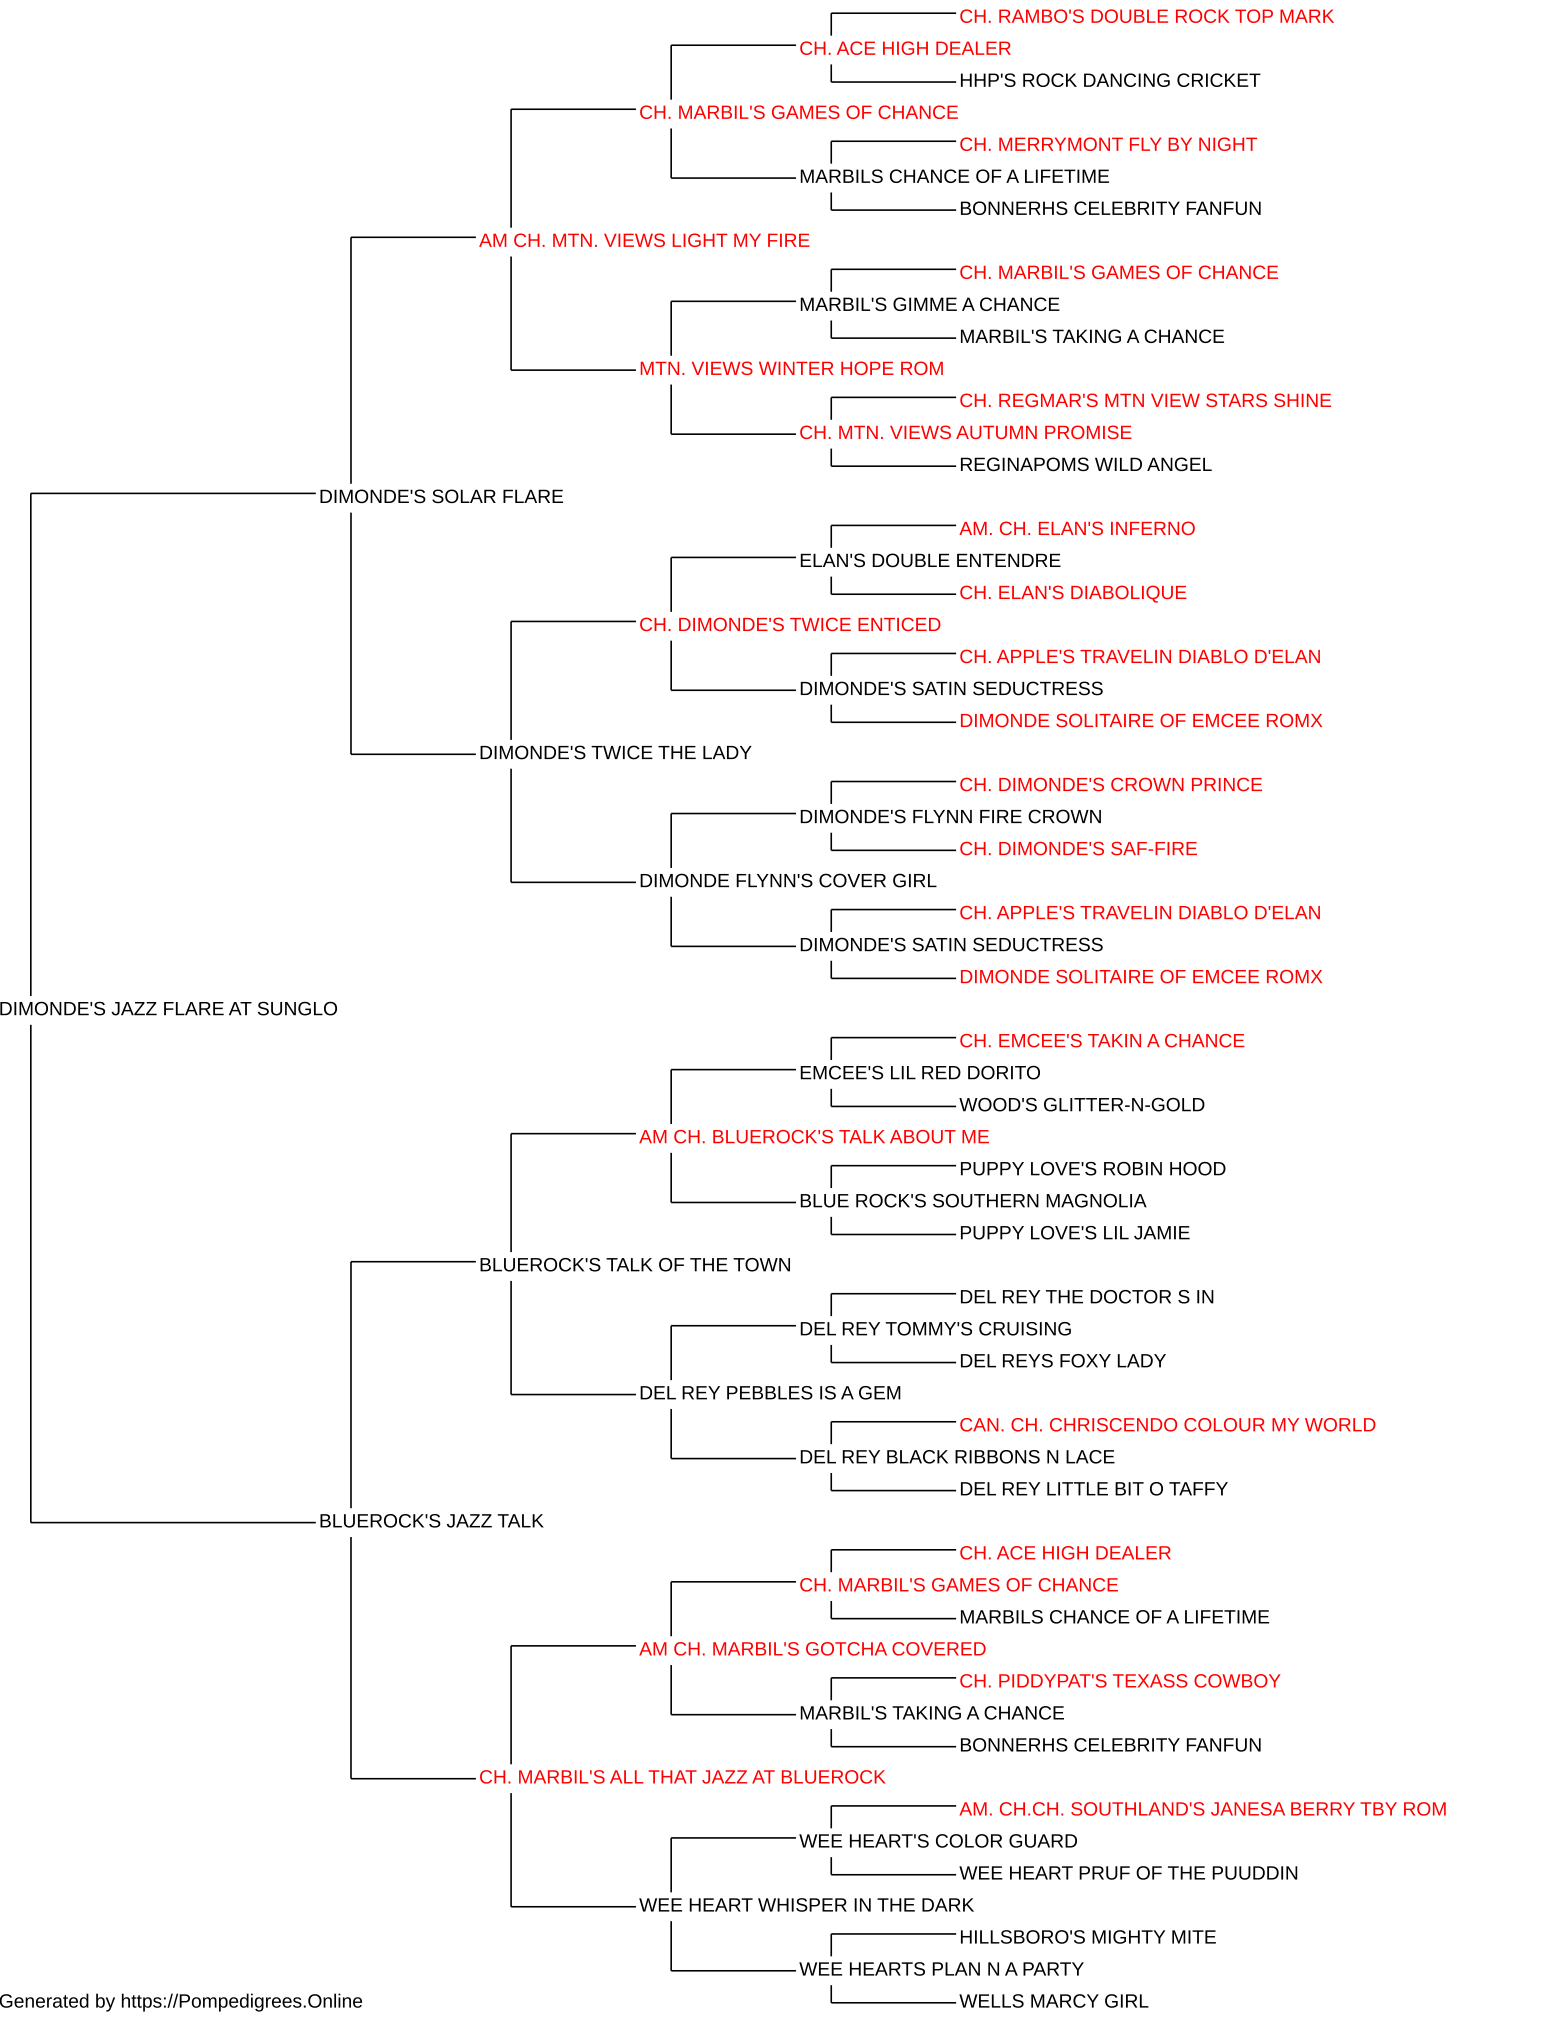 CH. RAMBO'S DOUBLE ROCK TOP MARK
CH. ACE HIGH DEALER
HHP'S ROCK DANCING CRICKET
CH. MARBIL'S GAMES OF CHANCE
CH. MERRYMONT FLY BY NIGHT
MARBILS CHANCE OF A LIFETIME
BONNERHS CELEBRITY FANFUN
AM CH. MTN. VIEWS LIGHT MY FIRE
CH. MARBIL'S GAMES OF CHANCE
MARBIL'S GIMME A CHANCE
MARBIL'S TAKING A CHANCE
MTN. VIEWS WINTER HOPE ROM
CH. REGMAR'S MTN VIEW STARS SHINE
CH. MTN. VIEWS AUTUMN PROMISE
REGINAPOMS WILD ANGEL
DIMONDE'S SOLAR FLARE
AM. CH. ELAN'S INFERNO
ELAN'S DOUBLE ENTENDRE
CH. ELAN'S DIABOLIQUE
CH. DIMONDE'S TWICE ENTICED
CH. APPLE'S TRAVELIN DIABLO D'ELAN
DIMONDE'S SATIN SEDUCTRESS
DIMONDE SOLITAIRE OF EMCEE ROMX
DIMONDE'S TWICE THE LADY
CH. DIMONDE'S CROWN PRINCE
DIMONDE'S FLYNN FIRE CROWN
CH. DIMONDE'S SAF-FIRE
DIMONDE FLYNN'S COVER GIRL
CH. APPLE'S TRAVELIN DIABLO D'ELAN
DIMONDE'S SATIN SEDUCTRESS
DIMONDE SOLITAIRE OF EMCEE ROMX
DIMONDE'S JAZZ FLARE AT SUNGLO
CH. EMCEE'S TAKIN A CHANCE
EMCEE'S LIL RED DORITO
WOOD'S GLITTER-N-GOLD
AM CH. BLUEROCK'S TALK ABOUT ME
PUPPY LOVE'S ROBIN HOOD
BLUE ROCK'S SOUTHERN MAGNOLIA
PUPPY LOVE'S LIL JAMIE
BLUEROCK'S TALK OF THE TOWN
DEL REY THE DOCTOR S IN
DEL REY TOMMY'S CRUISING
DEL REYS FOXY LADY
DEL REY PEBBLES IS A GEM
CAN. CH. CHRISCENDO COLOUR MY WORLD
DEL REY BLACK RIBBONS N LACE
DEL REY LITTLE BIT O TAFFY
BLUEROCK'S JAZZ TALK
CH. ACE HIGH DEALER
CH. MARBIL'S GAMES OF CHANCE
MARBILS CHANCE OF A LIFETIME
AM CH. MARBIL'S GOTCHA COVERED
CH. PIDDYPAT'S TEXASS COWBOY
MARBIL'S TAKING A CHANCE
BONNERHS CELEBRITY FANFUN
CH. MARBIL'S ALL THAT JAZZ AT BLUEROCK
AM. CH.CH. SOUTHLAND'S JANESA BERRY TBY ROM
WEE HEART'S COLOR GUARD
WEE HEART PRUF OF THE PUUDDIN
WEE HEART WHISPER IN THE DARK
HILLSBORO'S MIGHTY MITE
WEE HEARTS PLAN N A PARTY
WELLS MARCY GIRL
Generated by https://Pompedigrees.Online